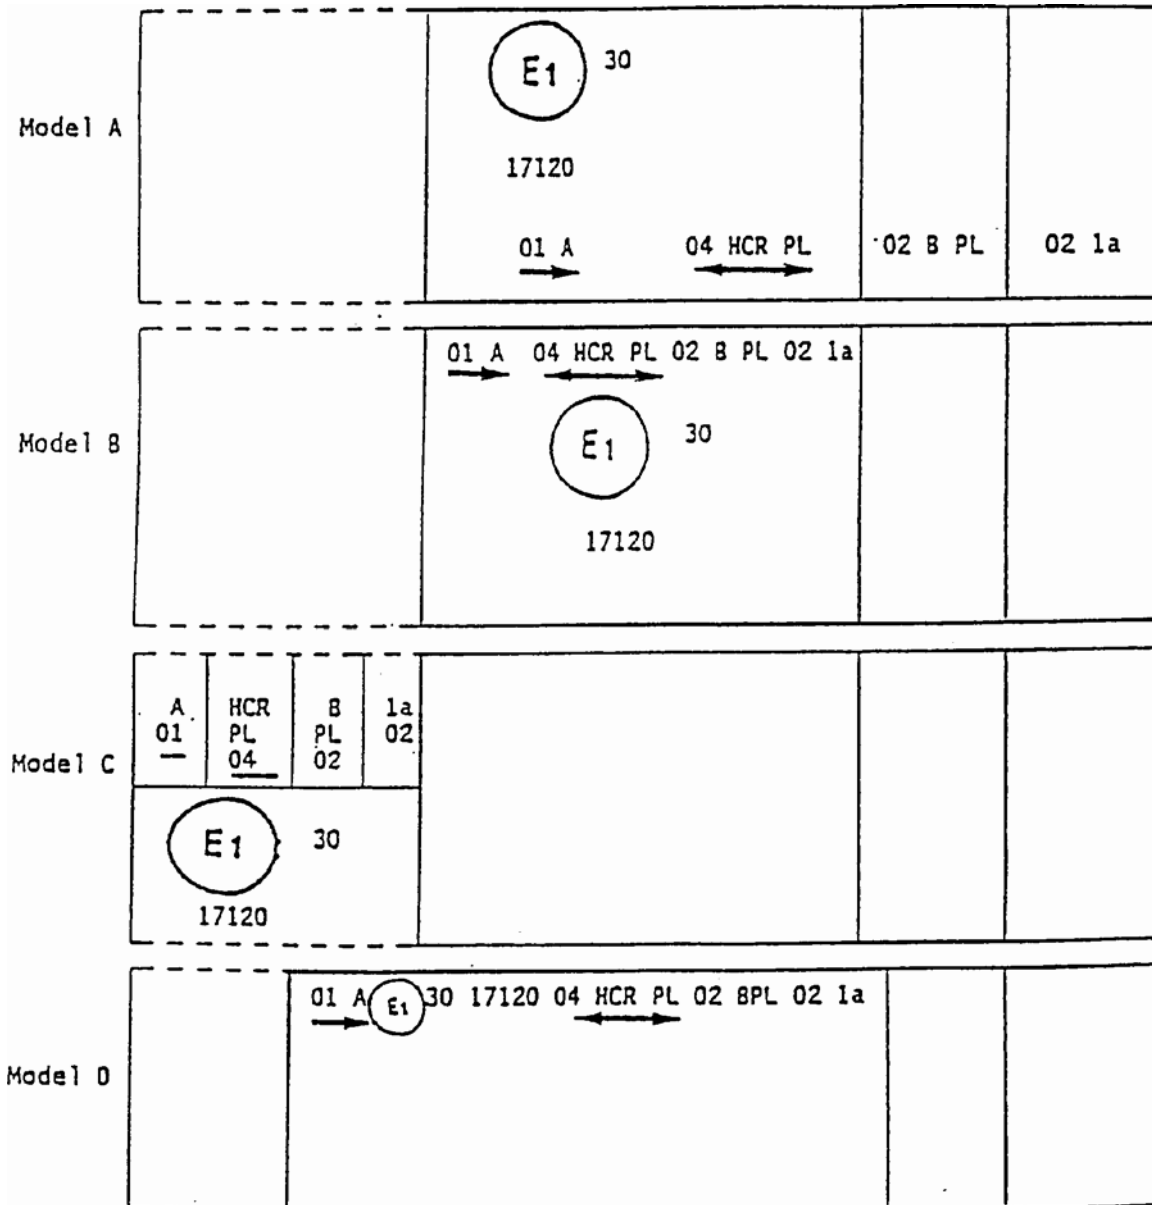 Model A
E1 30
17120
01 A 04 HCR PL 02 B PL 02 1a
Model B
01 A 04 HCR PL 02 B PL 02 1a
E1 30
17120
Model C
A HCR B 1a
01 PL PL 02
04 02
E1 30
17120
Model D
01 A E1 30 17120 04 HCR PL 02 BPL 02 1a